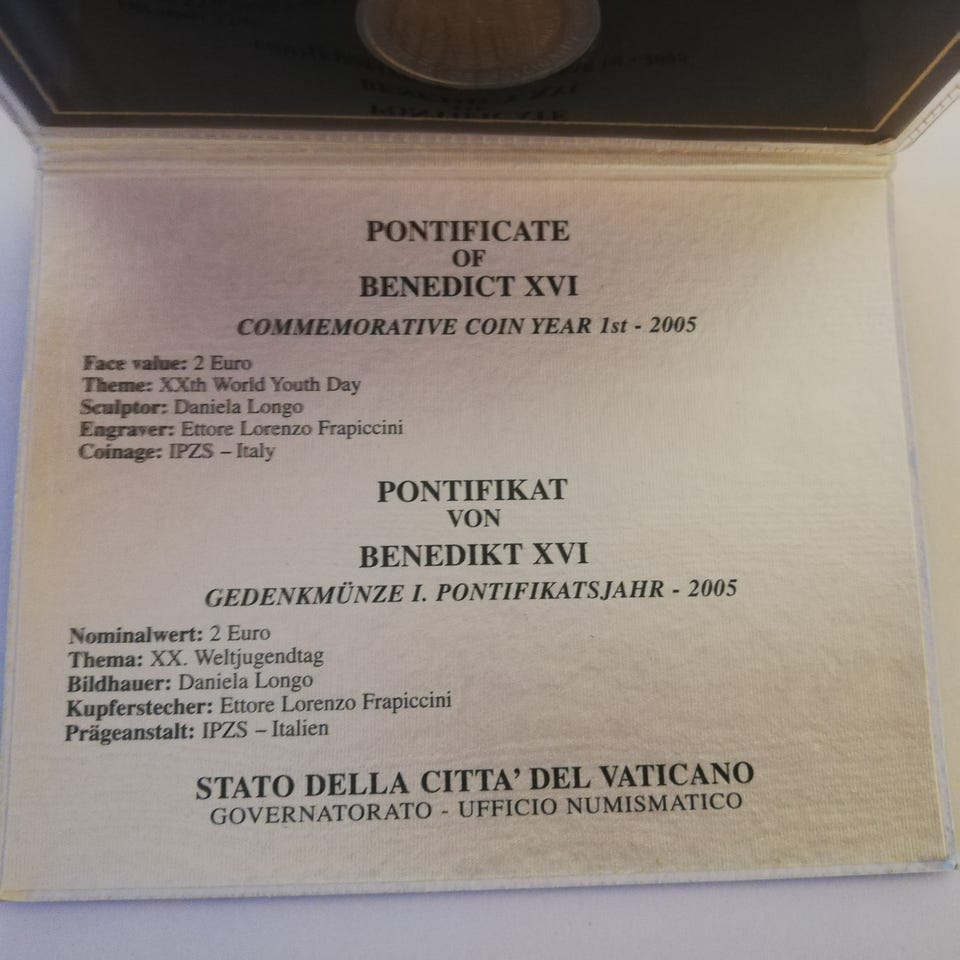 PONTIFICATE
OF
BENEDICT XVI
COMMEMORATIVE COIN YEAR 1st - 2005
Face value: 2 Euro
Theme: XXth World Youth Day
Sculptor: Daniela Longo
Engraver: Ettore Lorenzo Frapiccini
Coinage: IPZS – Italy
PONTIFIKAT
VON
BENEDIKT XVI
GEDENKMÜNZE I. PONTIFIKATSJAHR - 2005
Nominalwert: 2 Euro
Thema: XX. Weltjugendtag
Bildhauer: Daniela Longo
Kupferstecher: Ettore Lorenzo Frapiccini
Prägeanstalt: IPZS – Italien
STATO DELLA CITTA' DEL VATICANO
GOVERNATORATO - UFFICIO NUMISMATICO